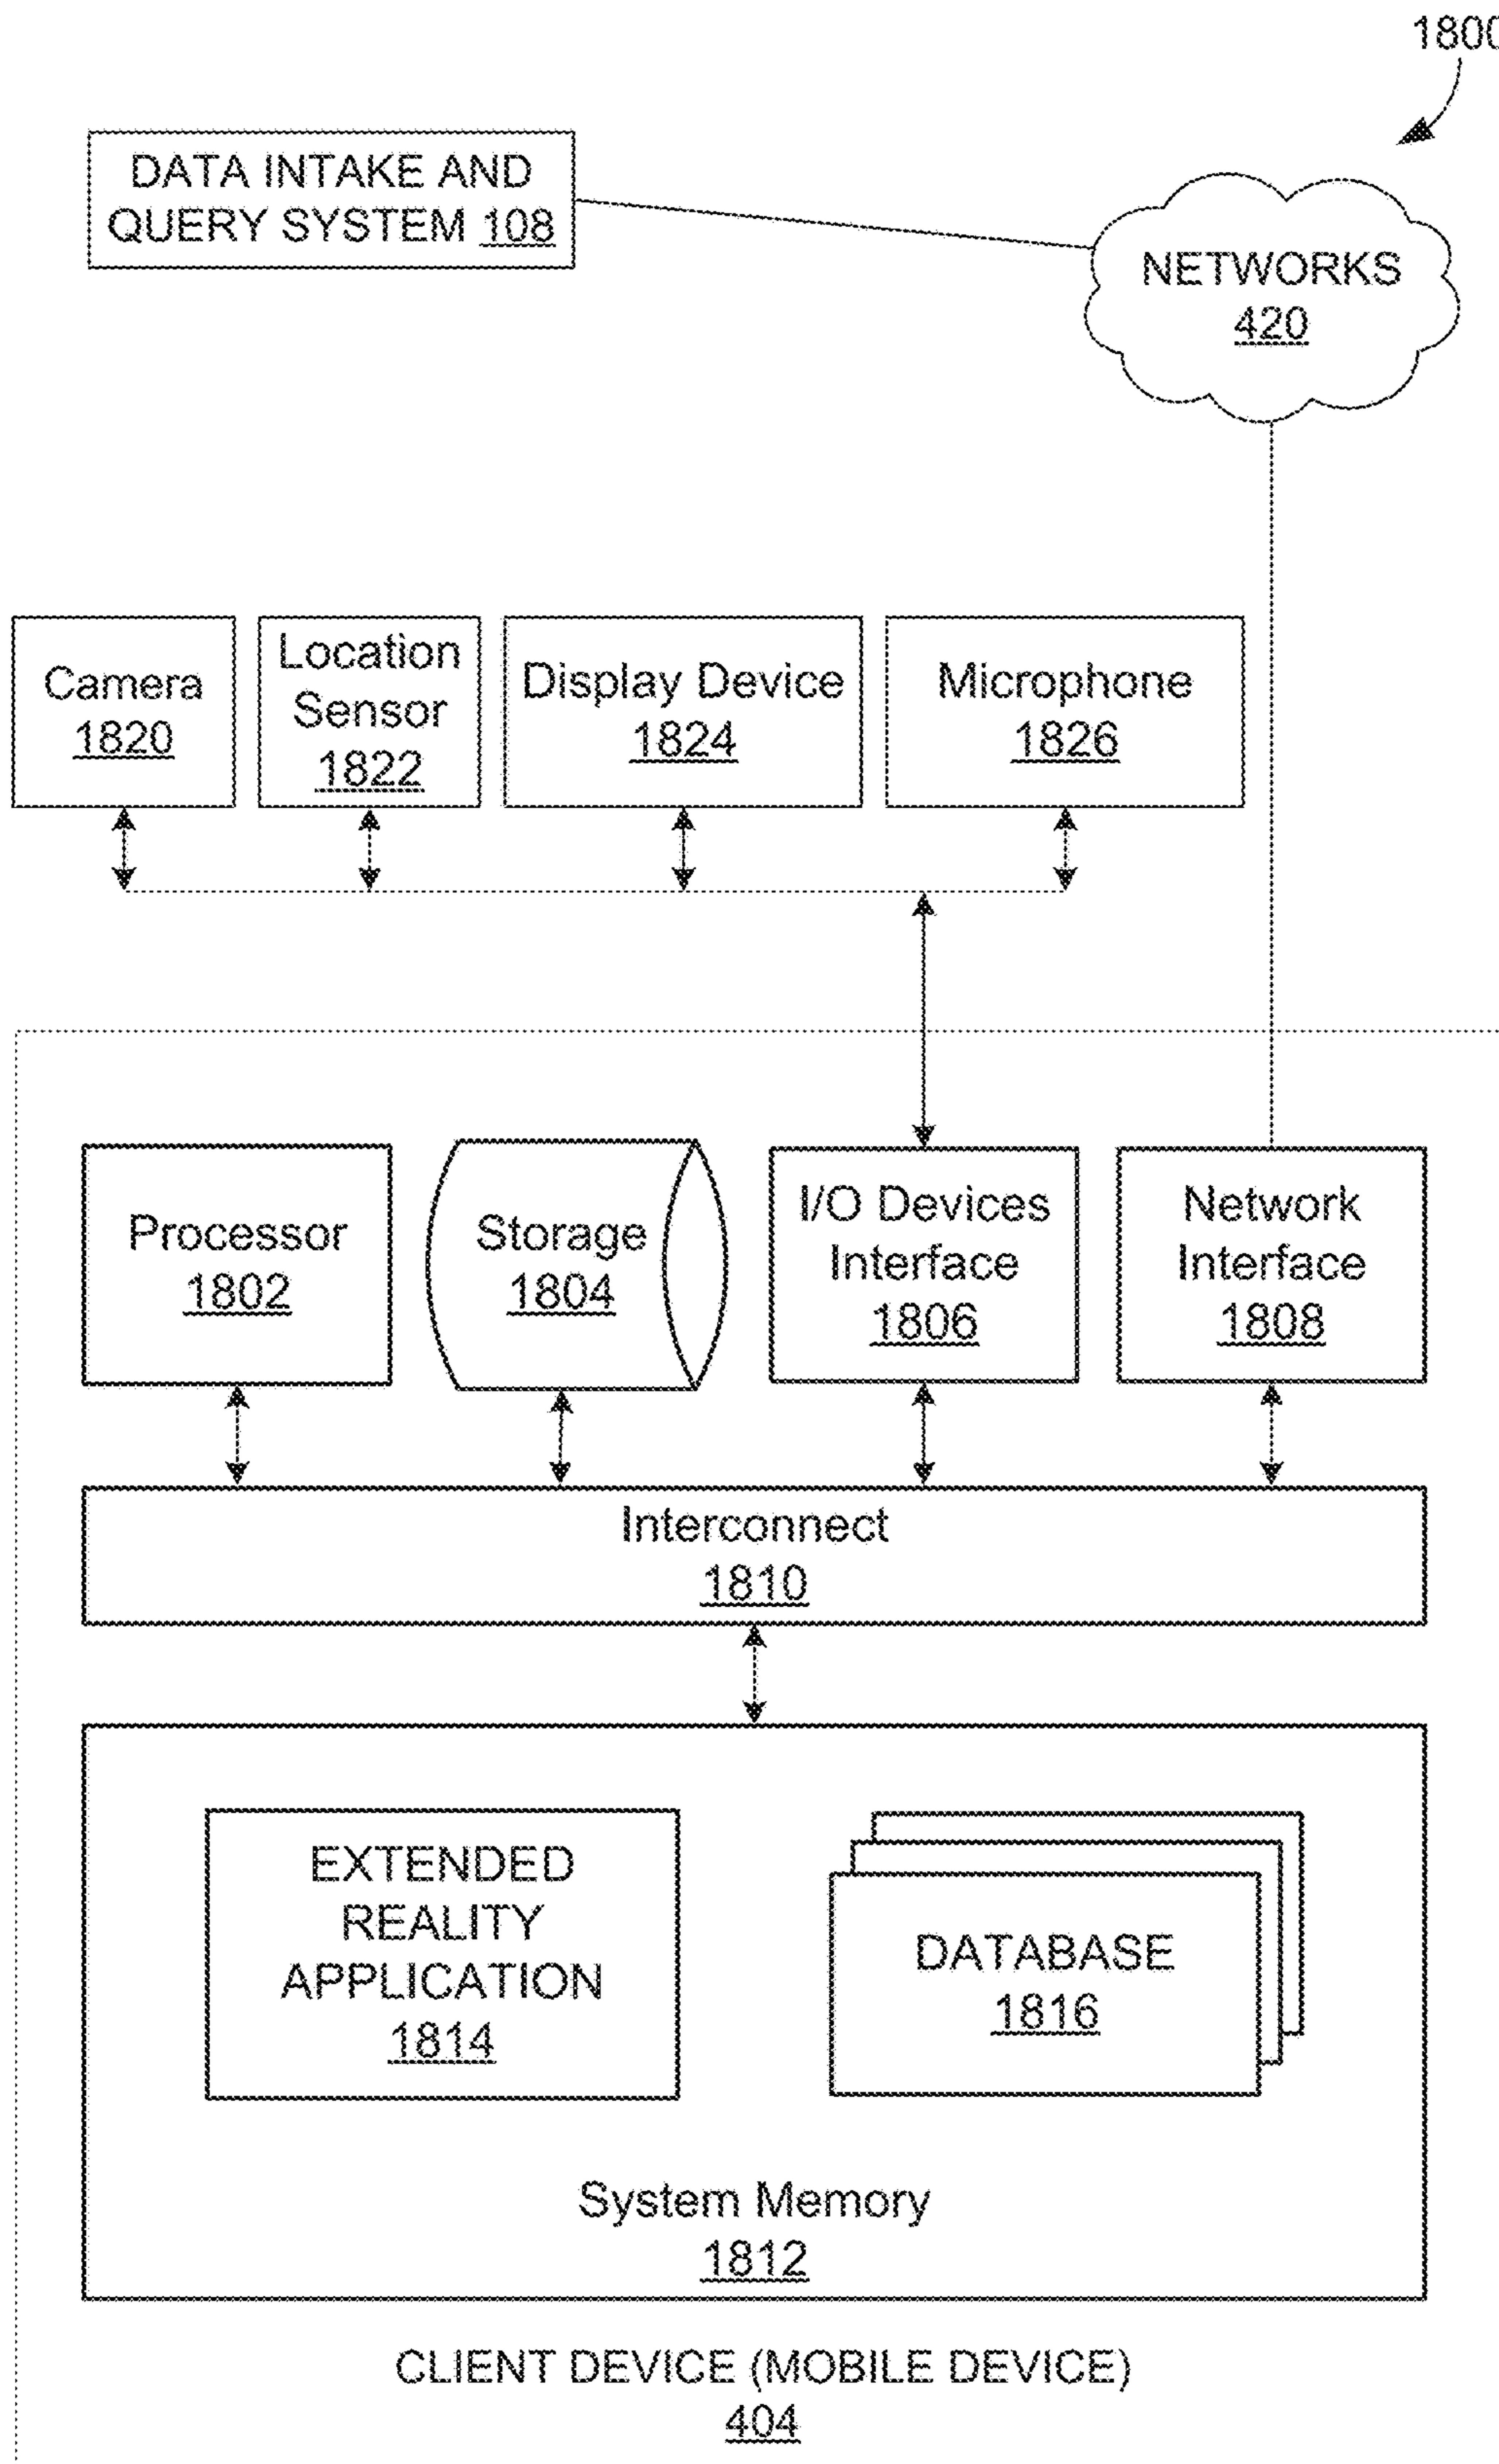 1800
DATA INTAKE AND
QUERY SYSTEM 108
NETWORKS
420
Camera
1820
Location
Sensor
1822
Display Device
1824
Microphone
1826
Processor
1802
Storage
1804
I/O Devices
Interface
1806
Network
Interface
1808
Interconnect
1810
EXTENDED
REALITY
APPLICATION
1814
DATABASE
1816
System Memory
1812
CLIENT DEVICE (MOBILE DEVICE)
404